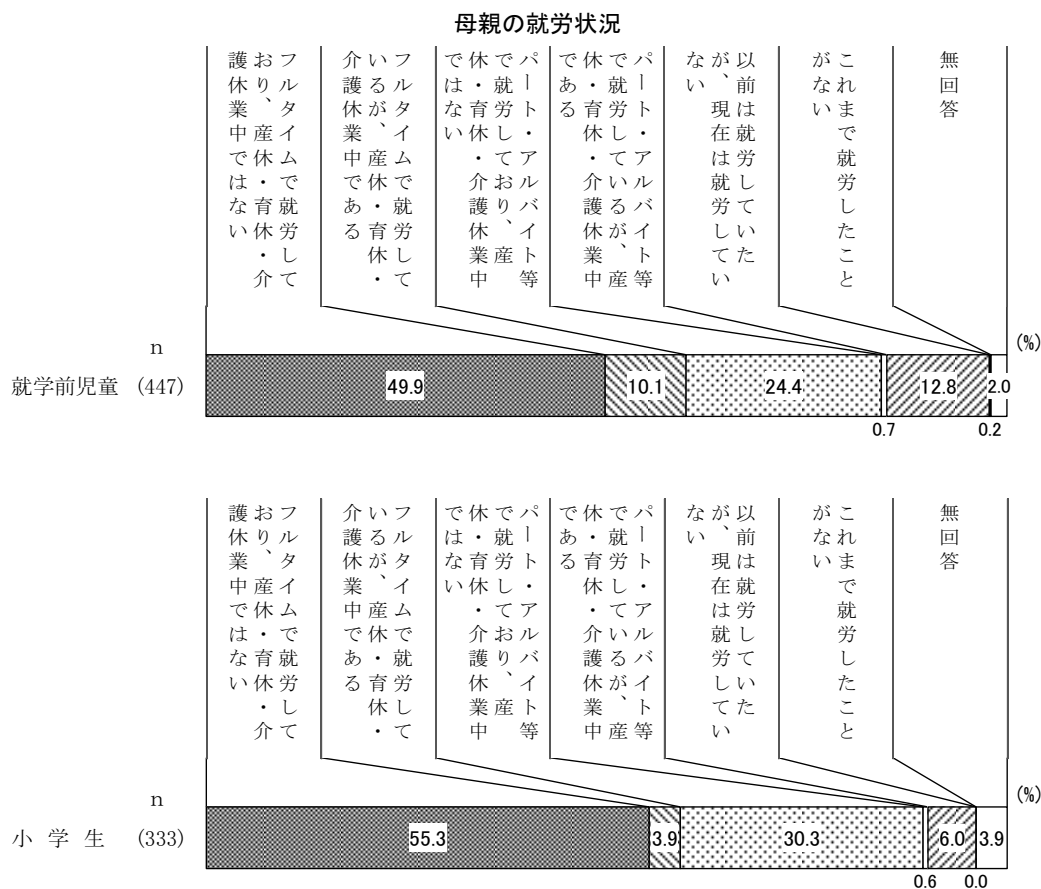 母親の就労状況
フルタイムで就労して
おり、産休・育休・介
護休業中ではない
フルタイムで就労して
いるが、産休・育休・
介護休業中である
パート・アルバイト等
で就労しており、産
休・育休・介護休業中
ではない
パート・アルバイト等
で就労しているが、産
休・育休・介護休業中
である
以前は就労していた
が、現在は就労してい
ない
これまで就労したこと
がない
無回答
(%)
n
就学前児童 (447)
49.9
10.1
24.4
12.8
2.0
0.7
0.2
フルタイムで就労して
おり、産休・育休・介
護休業中ではない
フルタイムで就労して
いるが、産休・育休・
介護休業中である
パート・アルバイト等
で就労しており、産
休・育休・介護休業中
ではない
パート・アルバイト等
で就労しているが、産
休・育休・介護休業中
である
以前は就労していた
が、現在は就労してい
ない
これまで就労したこと
がない
無回答
(%)
n
小学生 (333)
55.3
3.9
30.3
6.0
3.9
0.6
0.0